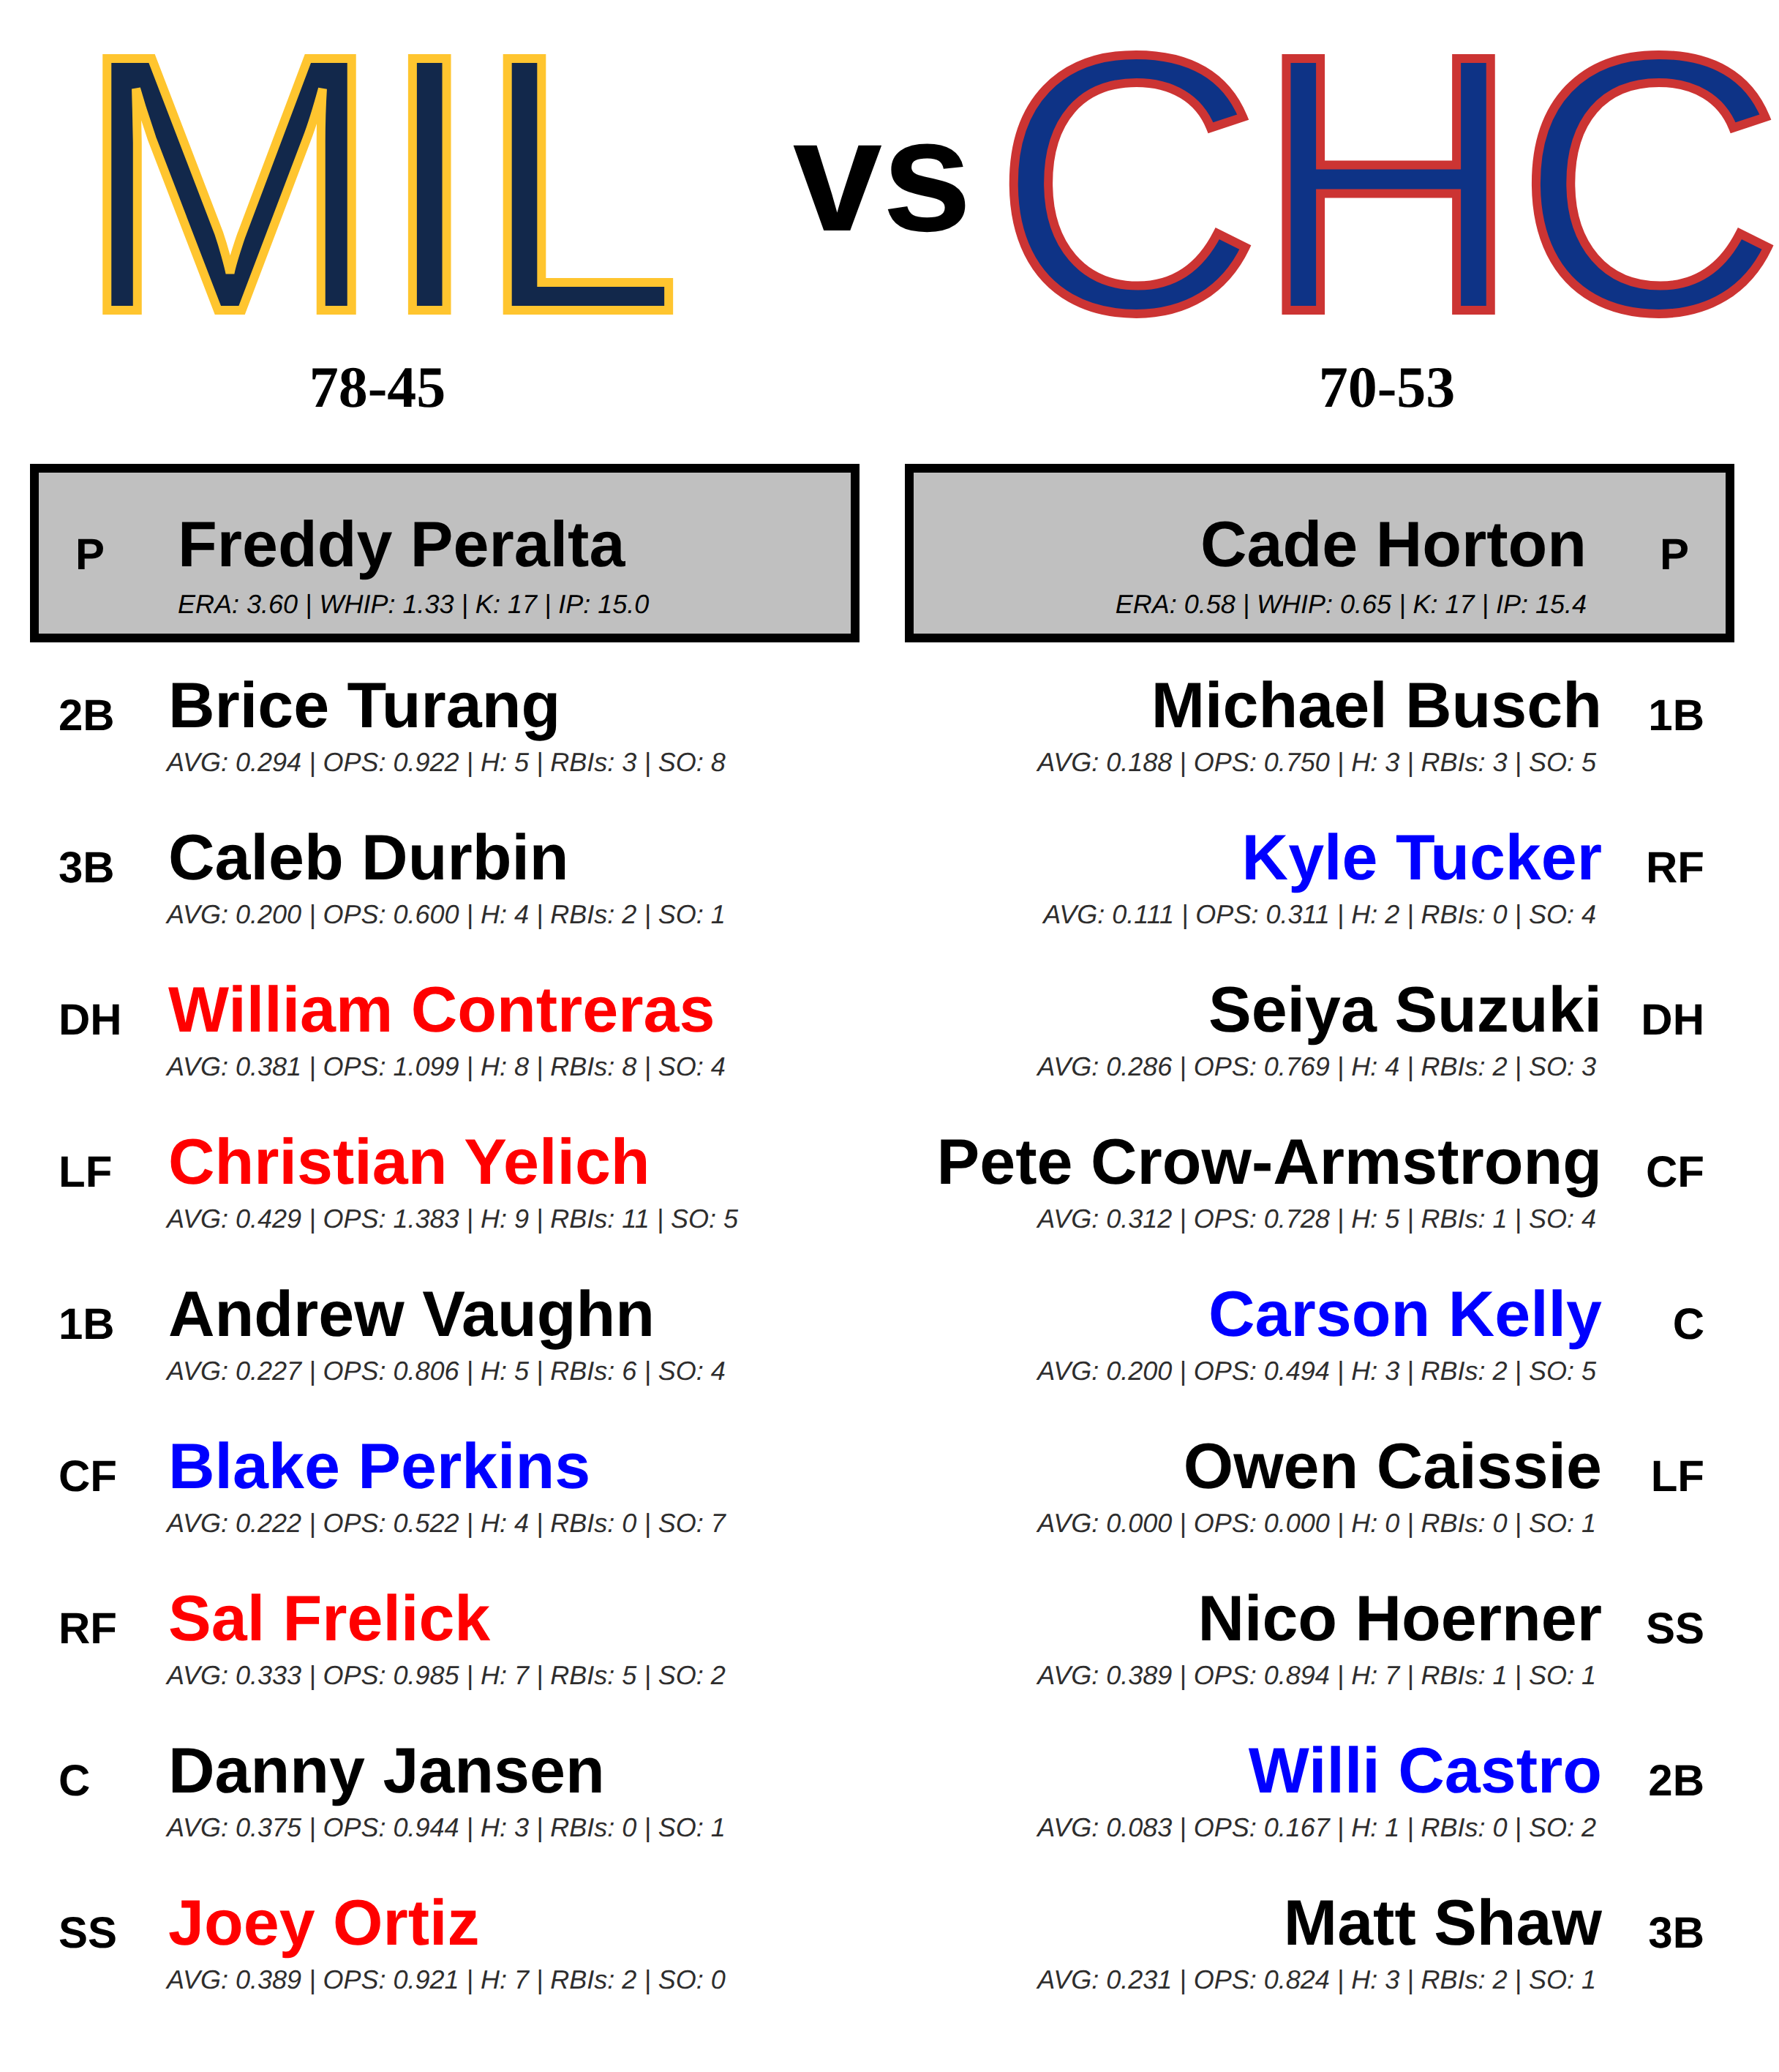 MIL vs CHC
78-45 70-53
P Freddy Peralta
ERA: 3.60 | WHIP: 1.33 | K: 17 | IP: 15.0
Cade Horton P
ERA: 0.58 | WHIP: 0.65 | K: 17 | IP: 15.4
2B Brice Turang
AVG: 0.294 | OPS: 0.922 | H: 5 | RBIs: 3 | SO: 8
3B Caleb Durbin
AVG: 0.200 | OPS: 0.600 | H: 4 | RBIs: 2 | SO: 1
DH William Contreras
AVG: 0.381 | OPS: 1.099 | H: 8 | RBIs: 8 | SO: 4
LF Christian Yelich
AVG: 0.429 | OPS: 1.383 | H: 9 | RBIs: 11 | SO: 5
1B Andrew Vaughn
AVG: 0.227 | OPS: 0.806 | H: 5 | RBIs: 6 | SO: 4
CF Blake Perkins
AVG: 0.222 | OPS: 0.522 | H: 4 | RBIs: 0 | SO: 7
RF Sal Frelick
AVG: 0.333 | OPS: 0.985 | H: 7 | RBIs: 5 | SO: 2
C Danny Jansen
AVG: 0.375 | OPS: 0.944 | H: 3 | RBIs: 0 | SO: 1
SS Joey Ortiz
AVG: 0.389 | OPS: 0.921 | H: 7 | RBIs: 2 | SO: 0
Michael Busch 1B
AVG: 0.188 | OPS: 0.750 | H: 3 | RBIs: 3 | SO: 5
Kyle Tucker RF
AVG: 0.111 | OPS: 0.311 | H: 2 | RBIs: 0 | SO: 4
Seiya Suzuki DH
AVG: 0.286 | OPS: 0.769 | H: 4 | RBIs: 2 | SO: 3
Pete Crow-Armstrong CF
AVG: 0.312 | OPS: 0.728 | H: 5 | RBIs: 1 | SO: 4
Carson Kelly C
AVG: 0.200 | OPS: 0.494 | H: 3 | RBIs: 2 | SO: 5
Owen Caissie LF
AVG: 0.000 | OPS: 0.000 | H: 0 | RBIs: 0 | SO: 1
Nico Hoerner SS
AVG: 0.389 | OPS: 0.894 | H: 7 | RBIs: 1 | SO: 1
Willi Castro 2B
AVG: 0.083 | OPS: 0.167 | H: 1 | RBIs: 0 | SO: 2
Matt Shaw 3B
AVG: 0.231 | OPS: 0.824 | H: 3 | RBIs: 2 | SO: 1